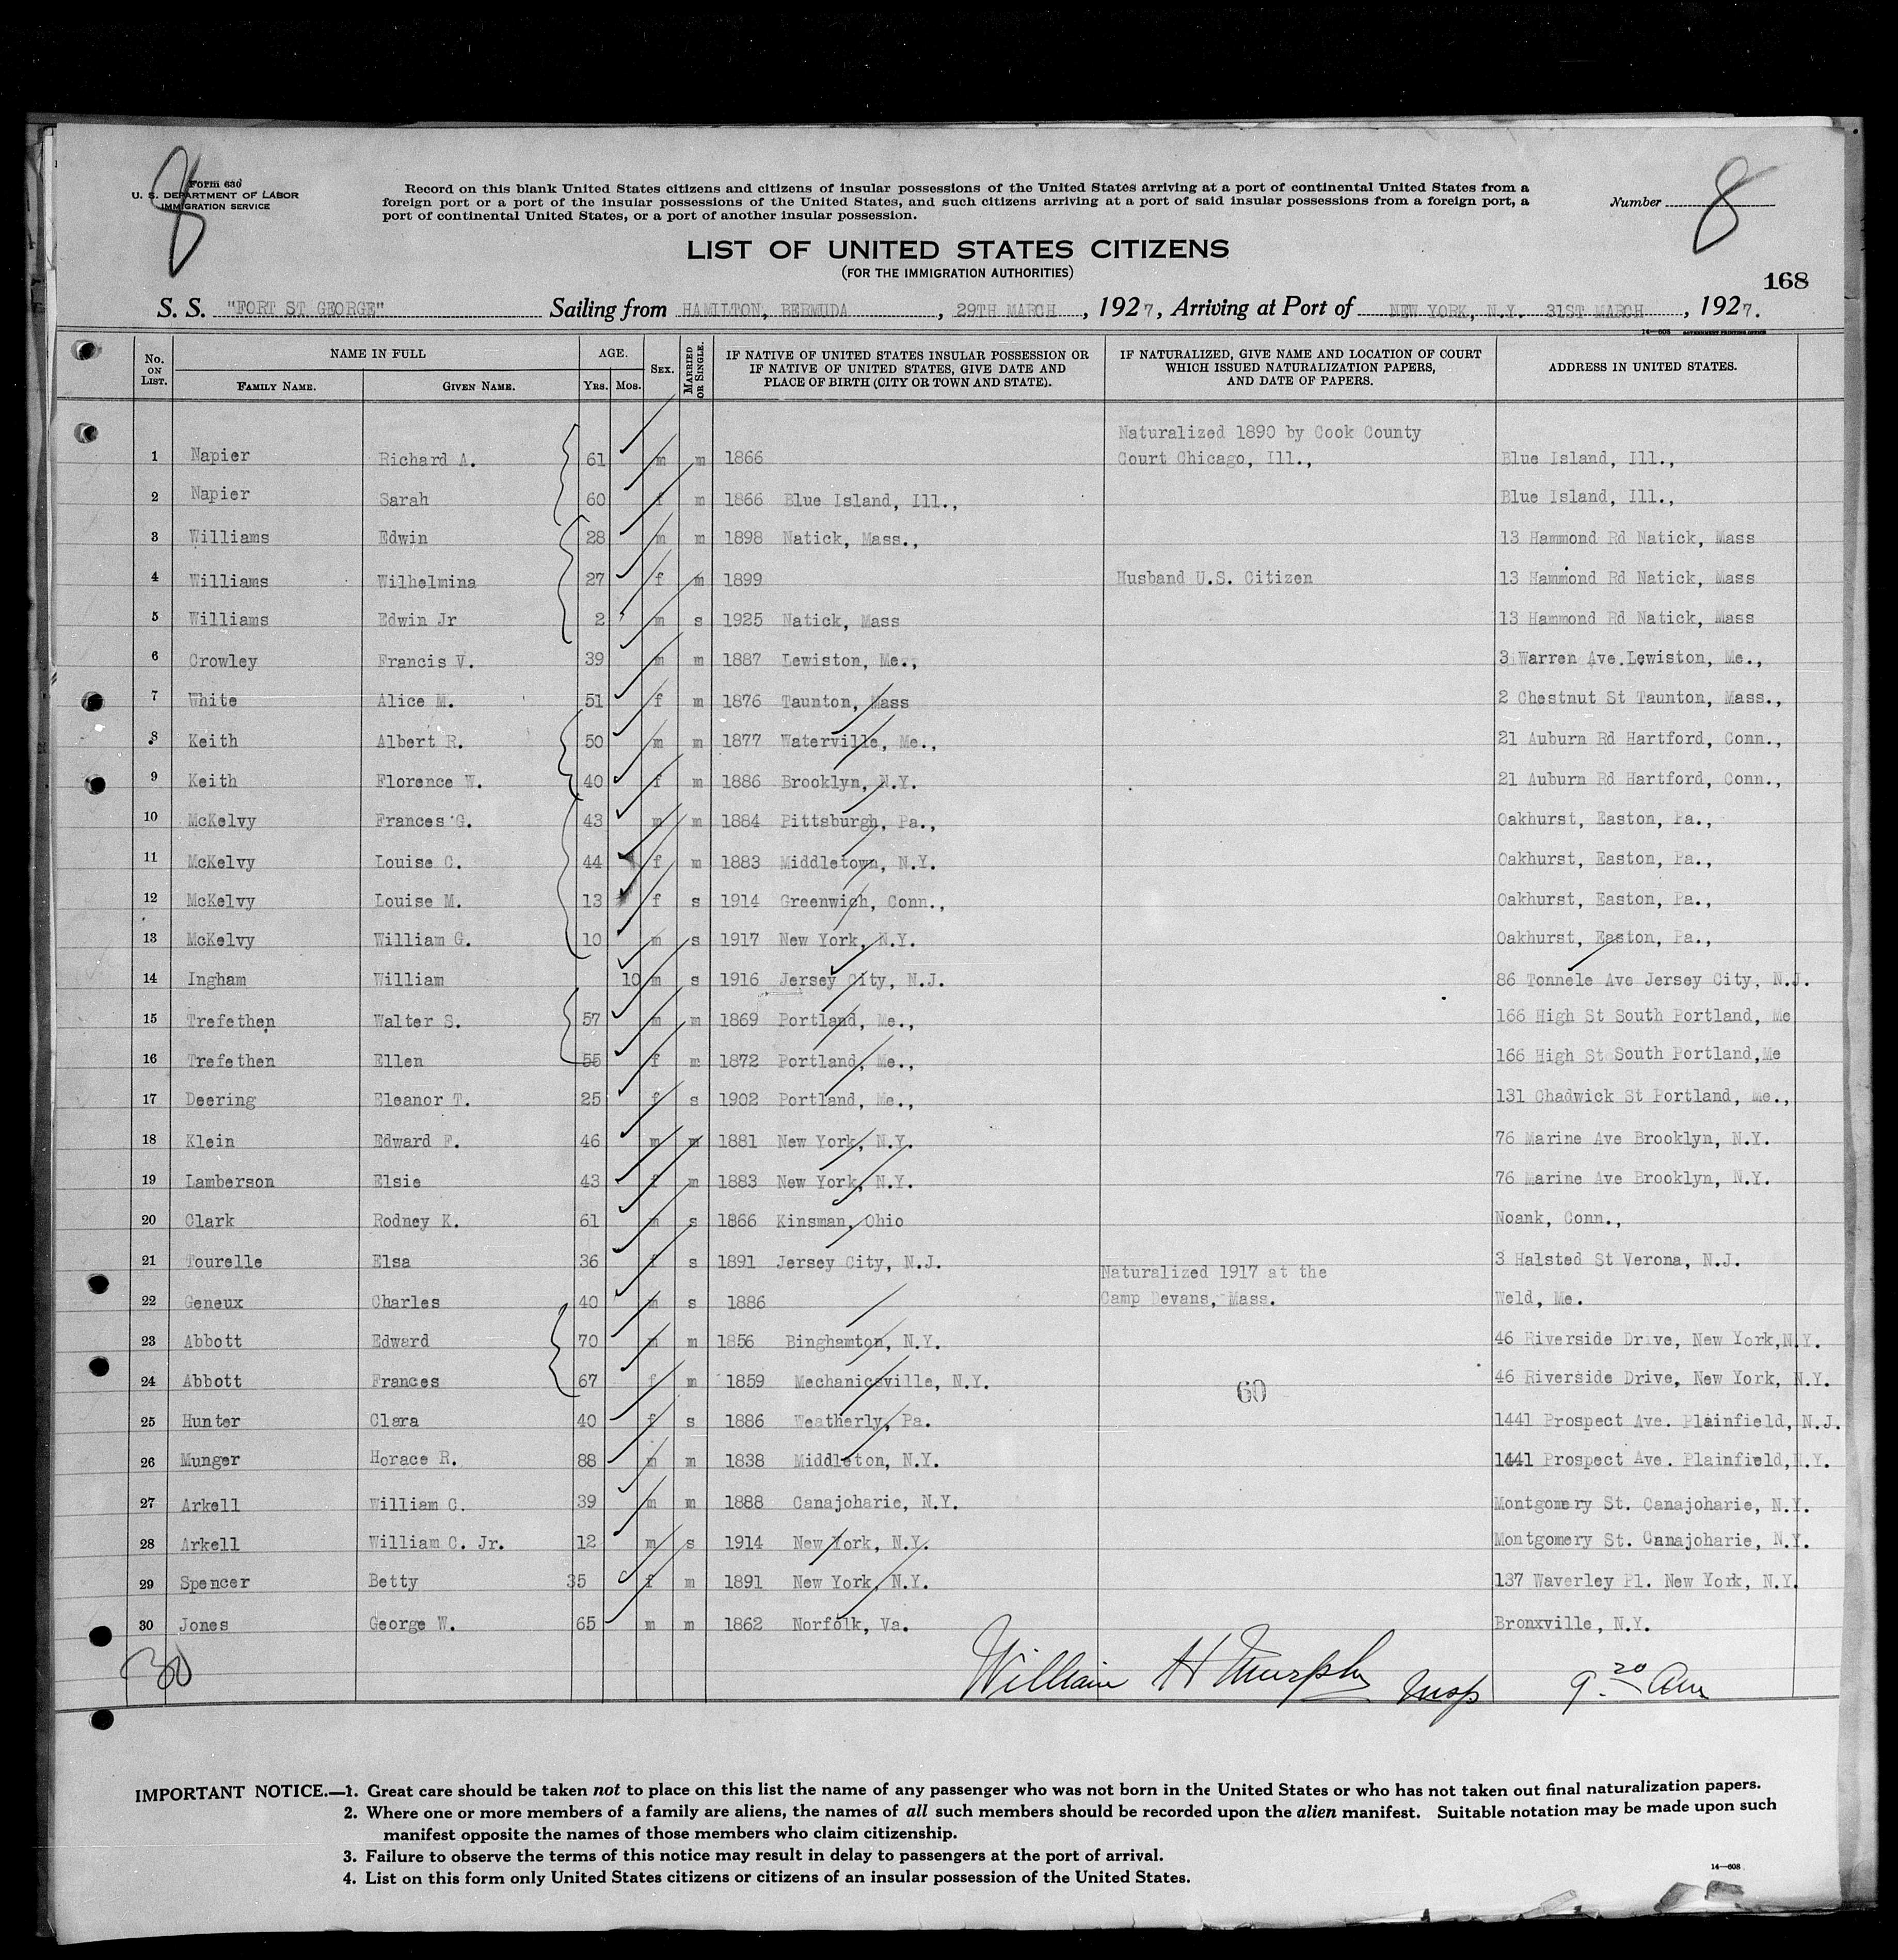 8
Form 630
U. S. DEPARTMENT OF LABOR
IMMIGRATION SERVICE
Record on this blank United States citizens and citizens of insular possessions of the United States arriving at a port of continental United States from a
foreign port or a port of the insular possessions of the United States, and such citizens arriving at a port of said insular possessions from a foreign port, a
port of continental United States, or a port of another insular possession.
Number 8
LIST OF UNITED STATES CITIZENS
(FOR THE IMMIGRATION AUTHORITIES)
168
S. S. "FORT ST GEORGE" Sailing from HAMILTON, BERMUDA, 29TH MARCH, 1927, Arriving at Port of NEW YORK, N.Y. 31ST MARCH, 1927.
14—608 GOVERNMENT PRINTING OFFICE
No. ON LIST. NAME IN FULL AGE. SEX. MARRIED OR SINGLE. IF NATIVE OF UNITED STATES INSULAR POSSESSION OR IF NATIVE OF UNITED STATES, GIVE DATE AND PLACE OF BIRTH (CITY OR TOWN AND STATE). IF NATURALIZED, GIVE NAME AND LOCATION OF COURT WHICH ISSUED NATURALIZATION PAPERS, AND DATE OF PAPERS. ADDRESS IN UNITED STATES.
FAMILY NAME. GIVEN NAME. YRS. MOS.
Naturalized 1890 by Cook County
1 Napier Richard A. 61 m m 1866 Court Chicago, Ill., Blue Island, Ill.,
2 Napier Sarah 60 f m 1866 Blue Island, Ill., Blue Island, Ill.,
3 Williams Edwin 28 m m 1898 Natick, Mass., 13 Hammond Rd Natick, Mass
4 Williams Wilhelmina 27 f m 1899 Husband U.S. Citizen 13 Hammond Rd Natick, Mass
5 Williams Edwin Jr 2 m s 1925 Natick, Mass 13 Hammond Rd Natick, Mass
6 Crowley Francis V. 39 m m 1887 Lewiston, Me., 3 Warren Ave.Lewiston, Me.,
7 White Alice M. 51 f m 1876 Taunton, Mass 2 Chestnut St Taunton, Mass.,
8 Keith Albert R. 50 m m 1877 Waterville, Me., 21 Auburn Rd Hartford, Conn.,
9 Keith Florence W. 40 f m 1886 Brooklyn, N.Y. 21 Auburn Rd Hartford, Conn.,
10 McKelvy Frances G. 43 m m 1884 Pittsburgh, Pa., Oakhurst, Easton, Pa.,
11 McKelvy Louise C. 44 f m 1883 Middletown, N.Y. Oakhurst, Easton, Pa.,
12 McKelvy Louise M. 13 f s 1914 Greenwich, Conn., Oakhurst, Easton, Pa.,
13 McKelvy William G. 10 m s 1917 New York, N.Y. Oakhurst, Easton, Pa.,
14 Ingham William 10 m s 1916 Jersey City, N.J. 86 Tonnele Ave Jersey City, N.J.
15 Trefethen Walter S. 57 m m 1869 Portland, Me., 166 High St South Portland, Me
16 Trefethen Ellen 55 f m 1872 Portland, Me., 166 High St South Portland,Me
17 Deering Eleanor T. 25 f s 1902 Portland, Me., 131 Chadwick St Portland, Me.,
18 Klein Edward F. 46 m m 1881 New York, N.Y. 76 Marine Ave Brooklyn, N.Y.
19 Lamberson Elsie 43 f m 1883 New York, N.Y. 76 Marine Ave Brooklyn, N.Y.
20 Clark Rodney K. 61 m s 1866 Kinsman, Ohio Noank, Conn.,
21 Tourelle Elsa 36 f s 1891 Jersey City, N.J. 3 Halsted St Verona, N.J.
Naturalized 1917 at the
22 Geneux Charles 40 m s 1886 Camp Devans, Mass. Weld, Me.
23 Abbott Edward 70 m m 1856 Binghamton, N.Y. 46 Riverside Drive, New York,N.Y.
24 Abbott Frances 67 f m 1859 Mechanicsville, N.Y. 46 Riverside Drive, New York, N.Y.
60
25 Hunter Clara 40 f s 1886 Weatherly, Pa. 1441 Prospect Ave. Plainfield, N.J.
26 Munger Horace R. 88 m m 1838 Middleton, N.Y. 1441 Prospect Ave. Plainfield,N.Y.
27 Arkell William C. 39 m m 1888 Canajoharie, N.Y. Montgomery St. Canajoharie, N.Y.
28 Arkell William C. Jr. 12 m s 1914 New York, N.Y. Montgomery St. Canajoharie, N.Y.
29 Spencer Betty 35 f m 1891 New York, N.Y. 137 Waverley Pl. New York, N.Y.
30 Jones George W. 65 m m 1862 Norfolk, Va. Bronxville, N.Y.
30 William H Murphy Insp 9.20 am
IMPORTANT NOTICE.—1. Great care should be taken not to place on this list the name of any passenger who was not born in the United States or who has not taken out final naturalization papers.
2. Where one or more members of a family are aliens, the names of all such members should be recorded upon the alien manifest. Suitable notation may be made upon such
manifest opposite the names of those members who claim citizenship.
3. Failure to observe the terms of this notice may result in delay to passengers at the port of arrival.
4. List on this form only United States citizens or citizens of an insular possession of the United States.
14—608